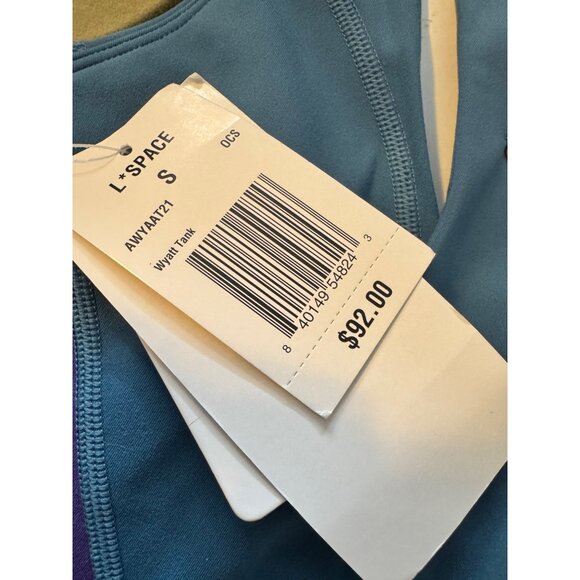 L*SPACE
S
OCS
AWYAAT21
Wyatt Tank
8 40149 54824 3
$92.00